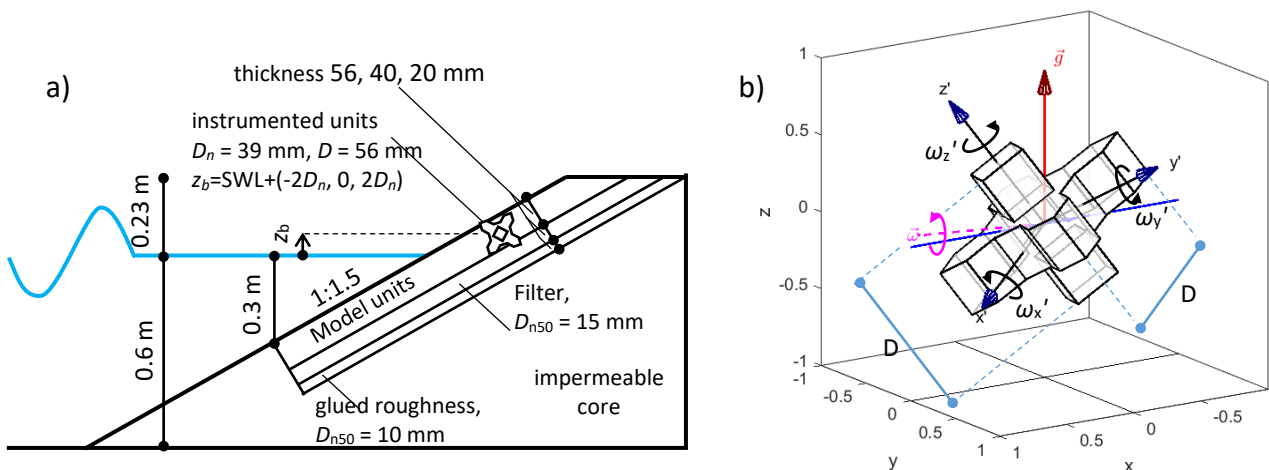 a)
thickness 56, 40, 20 mm
instrumented units
Dn = 39 mm, D = 56 mm
zb=SWL+(-2Dn, 0, 2Dn)
0.23 m
zb
0.3 m
0.6 m
1:1.5
Model units
Filter,
Dn50 = 15 mm
impermeable
core
glued roughness,
Dn50 = 10 mm
b)
1
0.5
0
-0.5
-1
z
g⃗
z'
ωz'
y'
ωy'
ω⃗
x'
ωx'
D
D
-1
-0.5
0
0.5
1
y
1
0.5
0
-0.5
x